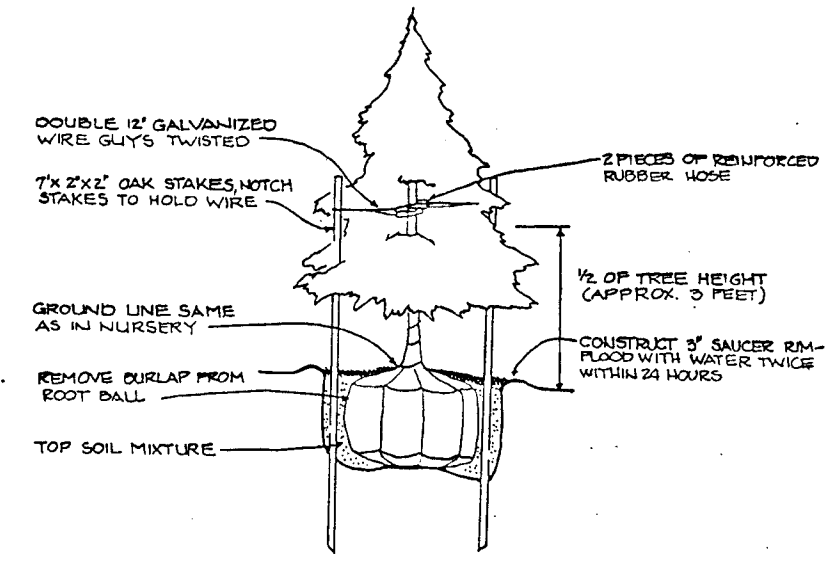 DOUBLE 12" GALVANIZED
WIRE GUYS TWISTED
7'X 2"X2" OAK STAKES, NOTCH
STAKES TO HOLD WIRE
GROUND LINE SAME
AS IN NURSERY
REMOVE BURLAP FROM
ROOT BALL
TOP SOIL MIXTURE
2 PIECES OF REINFORCED
RUBBER HOSE
1/2 OF TREE HEIGHT
(APPROX. 3 FEET)
CONSTRUCT 3" SAUCER RIM-
FLOOD WITH WATER TWICE
WITHIN 24 HOURS